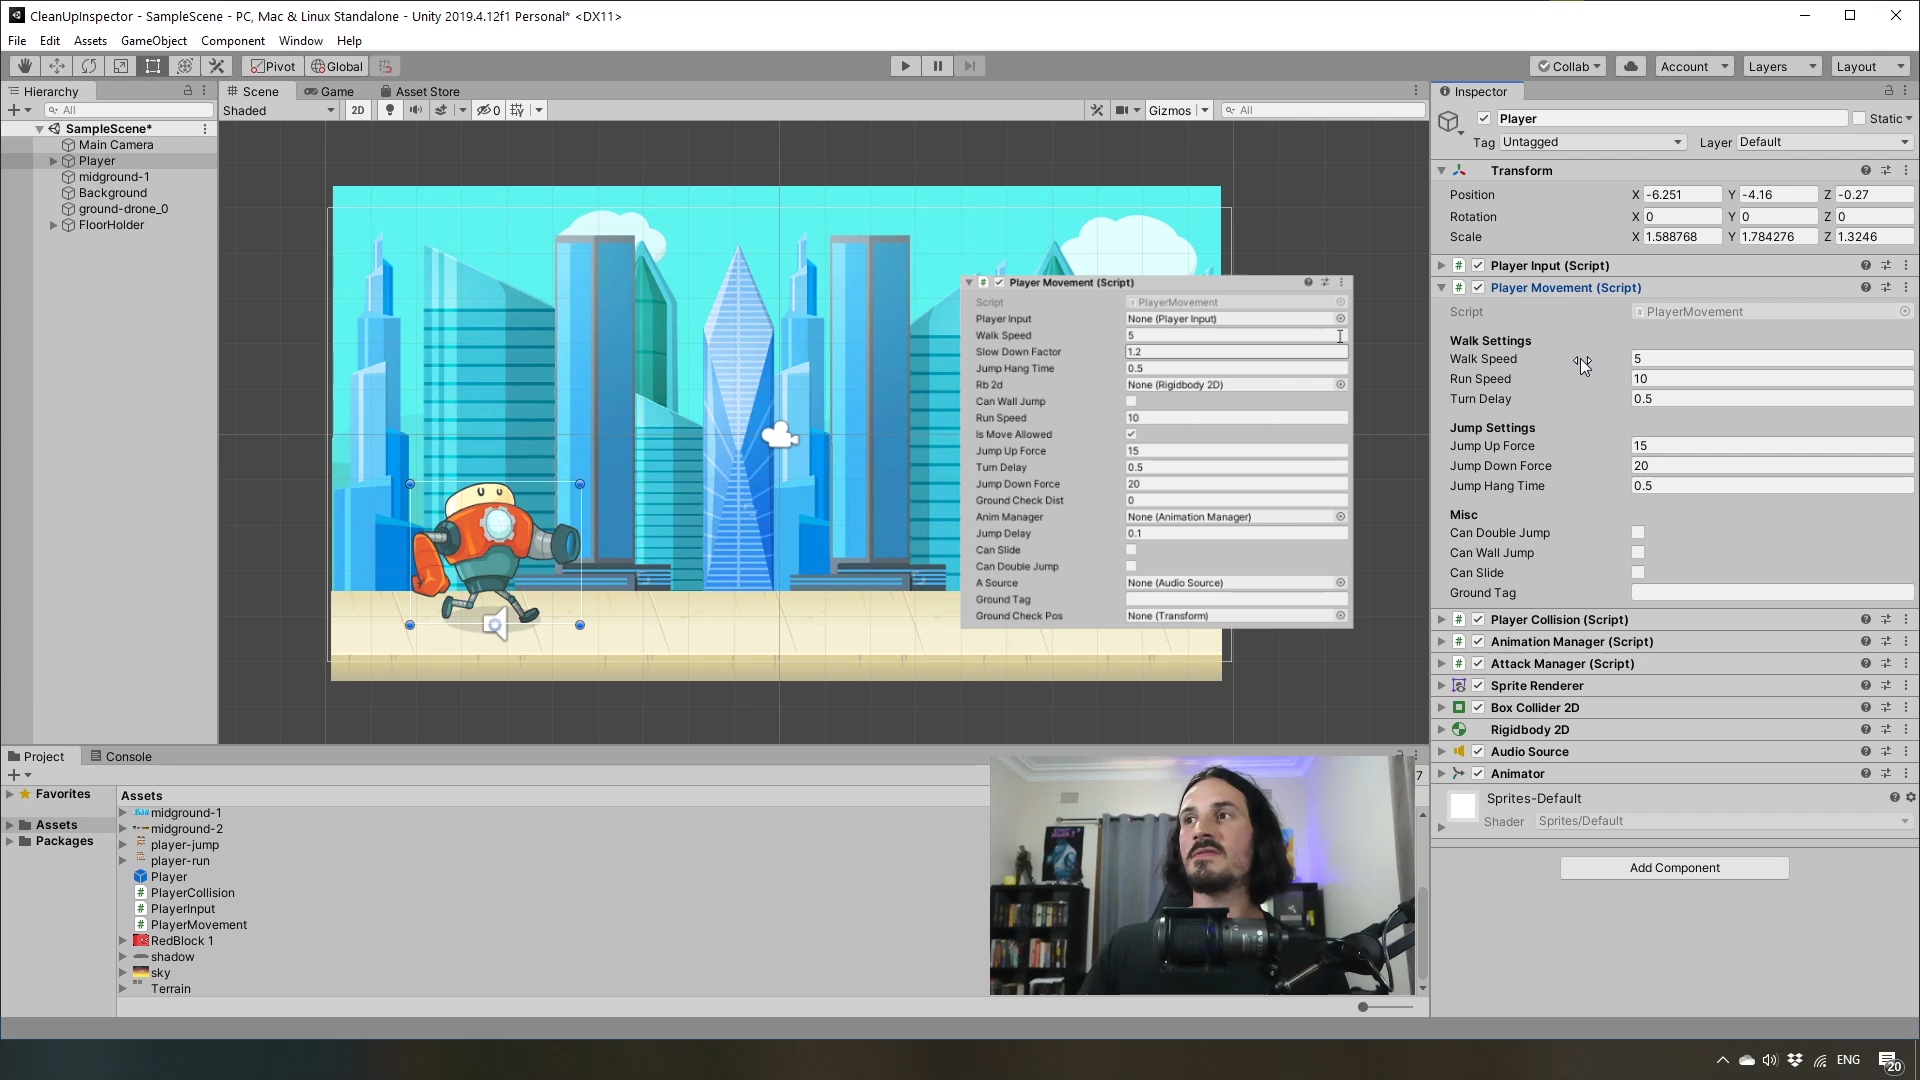 CleanUpInspector - SampleScene - PC, Mac & Linux Standalone - Unity 2019.4.12f1 Personal* <DX11>
File Edit Assets GameObject Component Window Help
Pivot Global Collab Account Layers Layout
Hierarchy
All
SampleScene*
Main Camera
Player
midground-1
Background
ground-drone_0
FloorHolder
Scene Game Asset Store
Shaded 2D 0 Gizmos All
Player Movement (Script)
Script PlayerMovement
Player Input None (Player Input)
Walk Speed 5
Slow Down Factor 1.2
Jump Hang Time 0.5
Rb 2d None (Rigidbody 2D)
Can Wall Jump
Run Speed 10
Is Move Allowed
Jump Up Force 15
Turn Delay 0.5
Jump Down Force 20
Ground Check Dist 0
Anim Manager None (Animation Manager)
Jump Delay 0.1
Can Slide
Can Double Jump
A Source None (Audio Source)
Ground Tag
Ground Check Pos None (Transform)
Inspector
Player Static
Tag Untagged Layer Default
Transform
Position X -6.251 Y -4.16 Z -0.27
Rotation X 0 Y 0 Z 0
Scale X 1.588768 Y 1.784276 Z 1.3246
Player Input (Script)
Player Movement (Script)
Script PlayerMovement
Walk Settings
Walk Speed 5
Run Speed 10
Turn Delay 0.5
Jump Settings
Jump Up Force 15
Jump Down Force 20
Jump Hang Time 0.5
Misc
Can Double Jump
Can Wall Jump
Can Slide
Ground Tag
Player Collision (Script)
Animation Manager (Script)
Attack Manager (Script)
Sprite Renderer
Box Collider 2D
Rigidbody 2D
Audio Source
Animator
Sprites-Default
Shader Sprites/Default
Add Component
Project Console
7
Favorites
Assets
Packages
Assets
midground-1
midground-2
player-jump
player-run
Player
PlayerCollision
PlayerInput
PlayerMovement
RedBlock 1
shadow
sky
Terrain
ENG
20